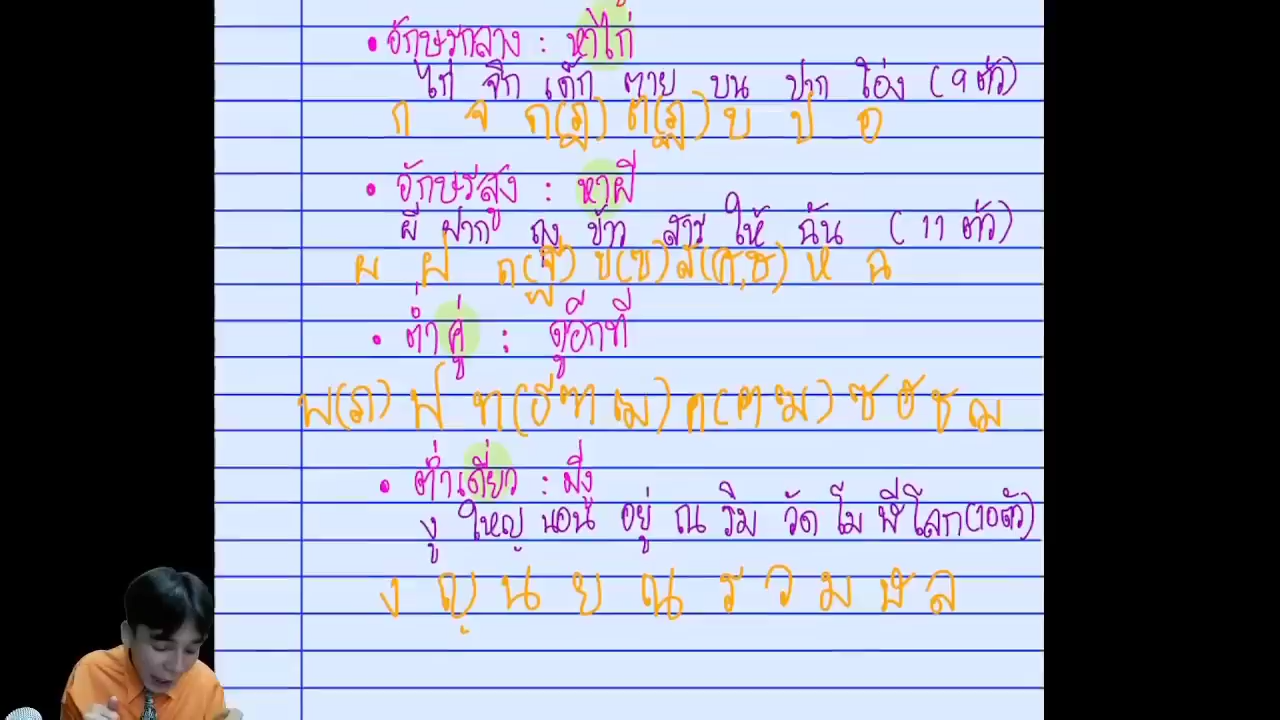 • อักษรกลาง : หาไก่
ไก่ จิก เด็ก ตาย บน ปาก โอ่ง (9 ตัว)
ก จ ด(ฎ) ต(ฏ) บ ป อ
• อักษรสูง : หาผี
ผี ฝาก ถุง ข้าว สาร ให้ ฉัน (11 ตัว)
ผ ฝ ถ(ฐ) ข(ฃ) ส(ศ,ษ) ห ฉ
• ต่ำคู่ : ดูอีกที
พ(ภ) ฟ ท(ธ ฑ ฒ) ค(ฅ ฆ) ซ ฮ ช ฌ
• ต่ำเดี่ยว : มีงู
งู ใหญ่ นอน อยู่ ณ ริม วัด โม ฬีโลก(10ตัว)
ง ญ น ย ณ ร ว ม ฬ ล